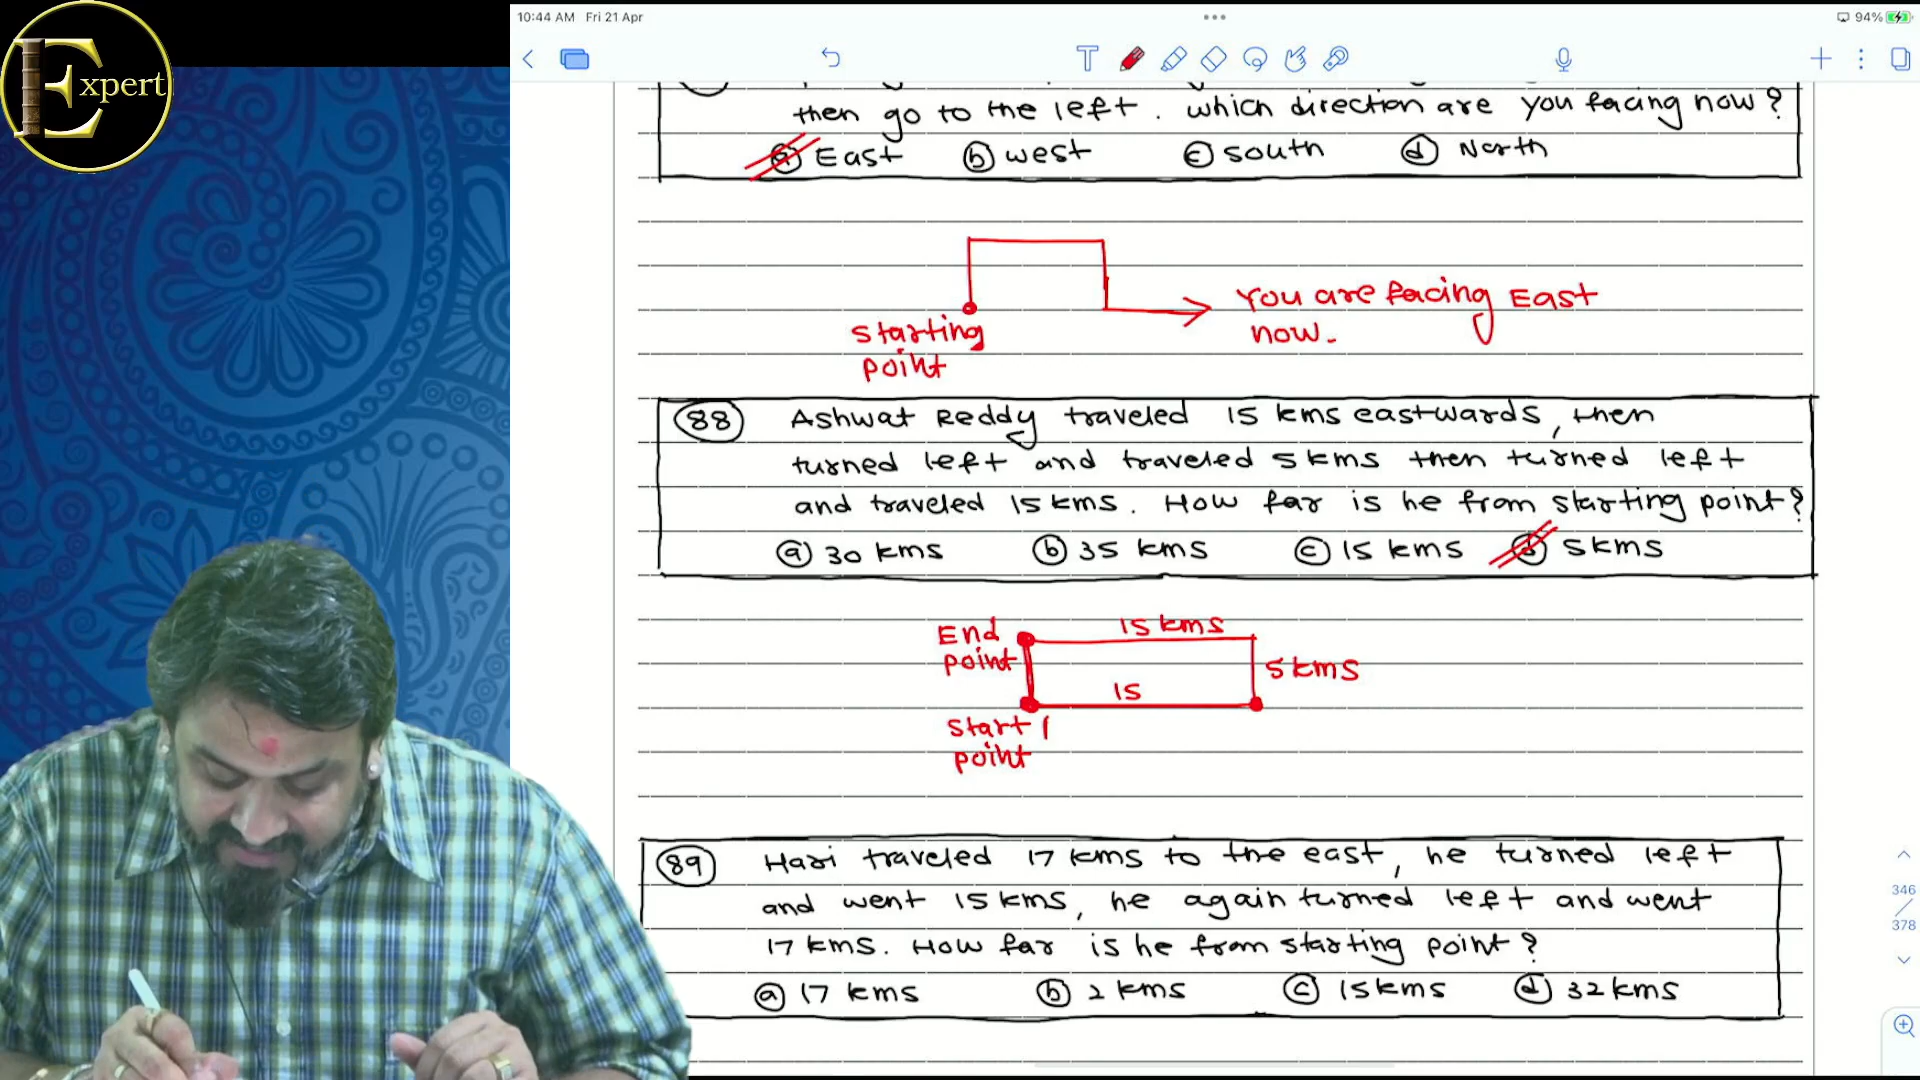 Expert
10:44 AM Fri 21 Apr
94%
then go to the left. which direction are you facing now?
(a) East (b) west (c) south (d) North
starting
point
You are facing East
now.
88 Ashwat Reddy traveled 15 kms eastwards, then
turned left and traveled 5 kms then turned left
and traveled 15 kms. How far is he from starting point?
(a) 30 kms (b) 35 kms (c) 15 kms (d) 5 kms
End
point
15 kms
5 kms
15
Start
point
89 Hari traveled 17 kms to the east, he turned left
and went 15 kms, he again turned left and went
17 kms. How far is he from starting point?
(a) 17 kms (b) 2 kms (c) 15 kms (d) 32 kms
346
378